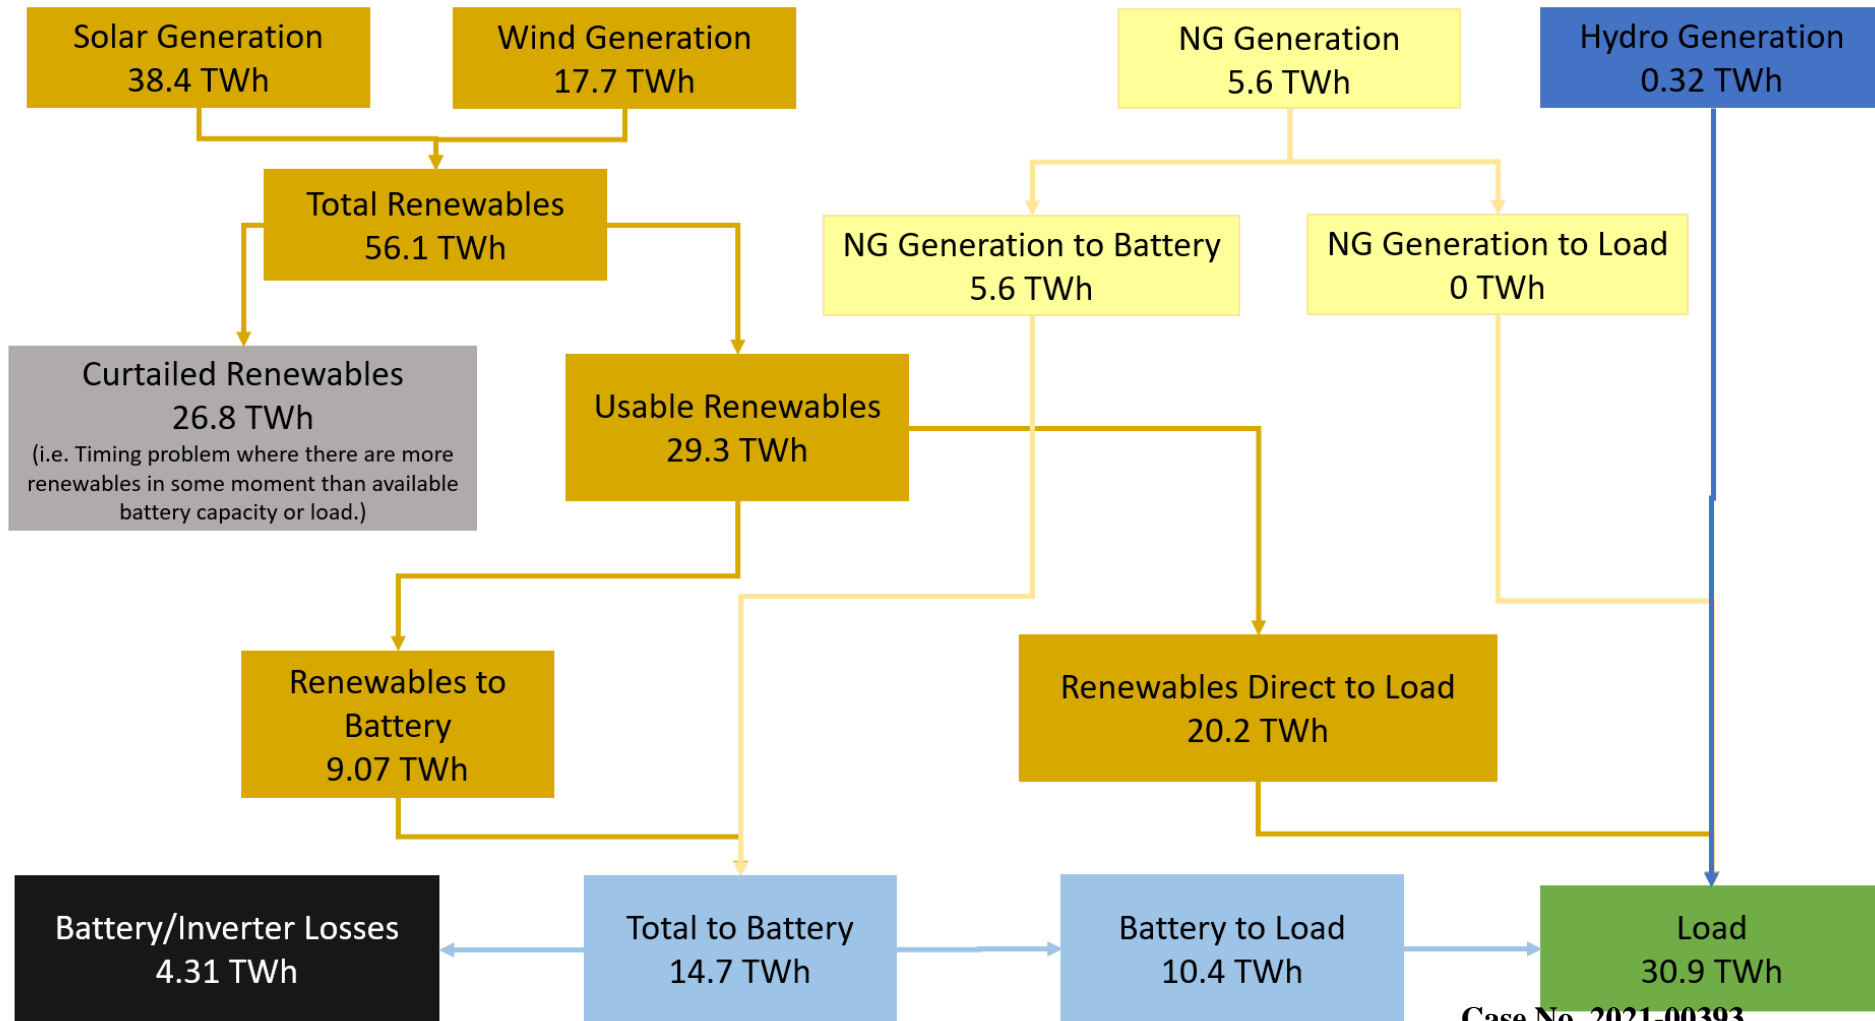 Solar Generation
38.4 TWh
Wind Generation
17.7 TWh
NG Generation
5.6 TWh
Hydro Generation
0.32 TWh
Total Renewables
56.1 TWh
NG Generation to Battery
5.6 TWh
NG Generation to Load
0 TWh
Curtailed Renewables
26.8 TWh
(i.e. Timing problem where there are more
renewables in some moment than available
battery capacity or load.)
Usable Renewables
29.3 TWh
Renewables to
Battery
9.07 TWh
Renewables Direct to Load
20.2 TWh
Battery/Inverter Losses
4.31 TWh
Total to Battery
14.7 TWh
Battery to Load
10.4 TWh
Load
30.9 TWh
Case No. 2021-00393